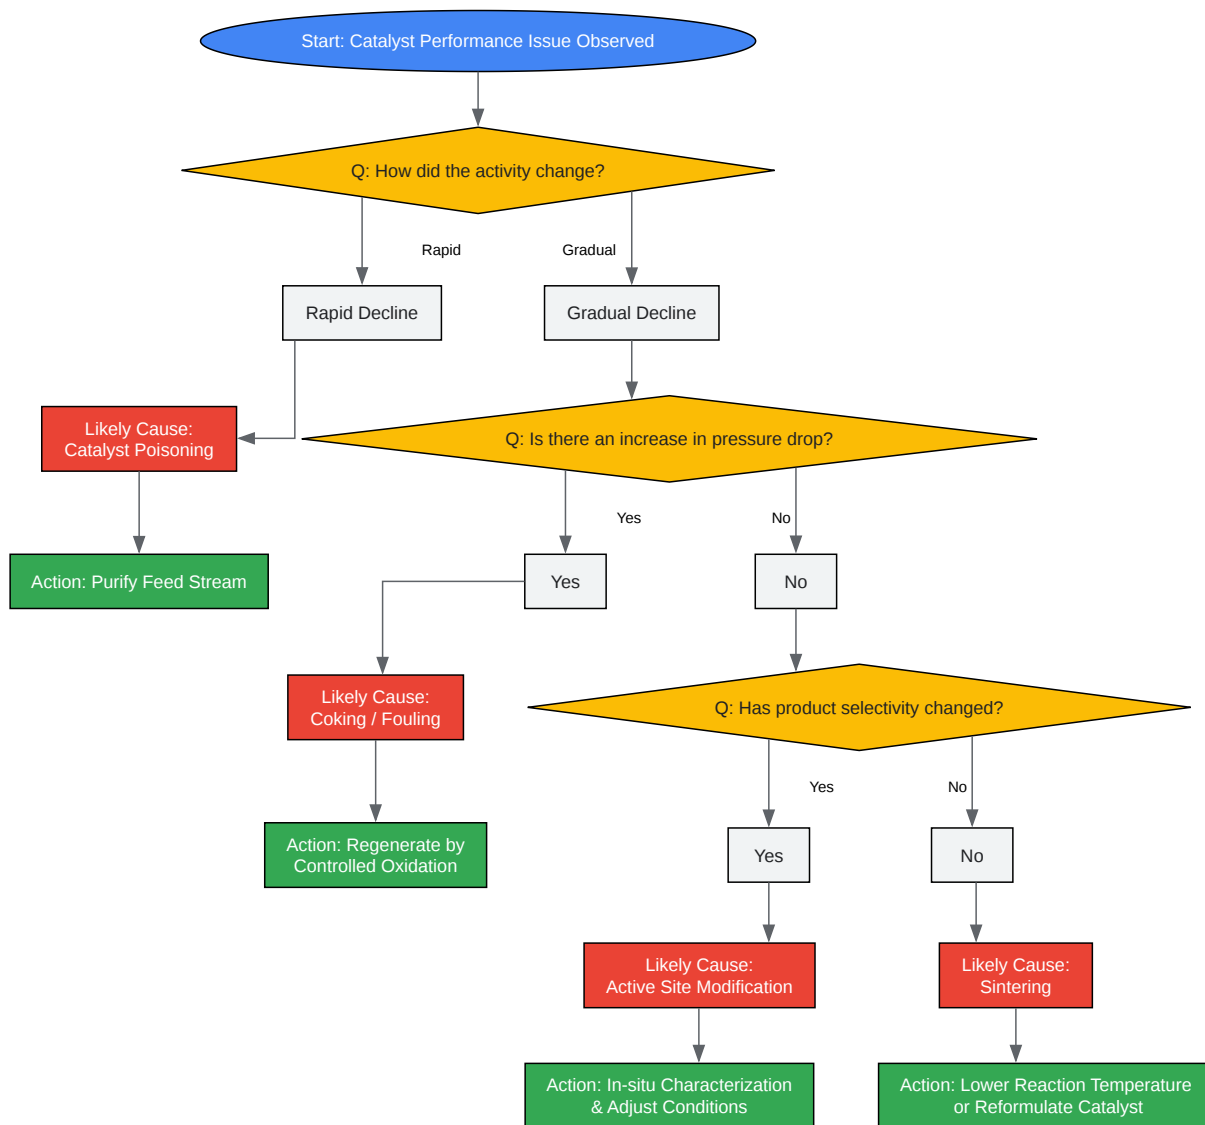 Start: Catalyst Performance Issue Observed
Q: How did the activity change?
Rapid
Gradual
Rapid Decline
Gradual Decline
Likely Cause:
Catalyst Poisoning
Q: Is there an increase in pressure drop?
Yes
No
Action: Purify Feed Stream
Yes
No
Likely Cause:
Coking / Fouling
Q: Has product selectivity changed?
Yes
No
Action: Regenerate by
Controlled Oxidation
Yes
No
Likely Cause:
Active Site Modification
Likely Cause:
Sintering
Action: In-situ Characterization
& Adjust Conditions
Action: Lower Reaction Temperature
or Reformulate Catalyst